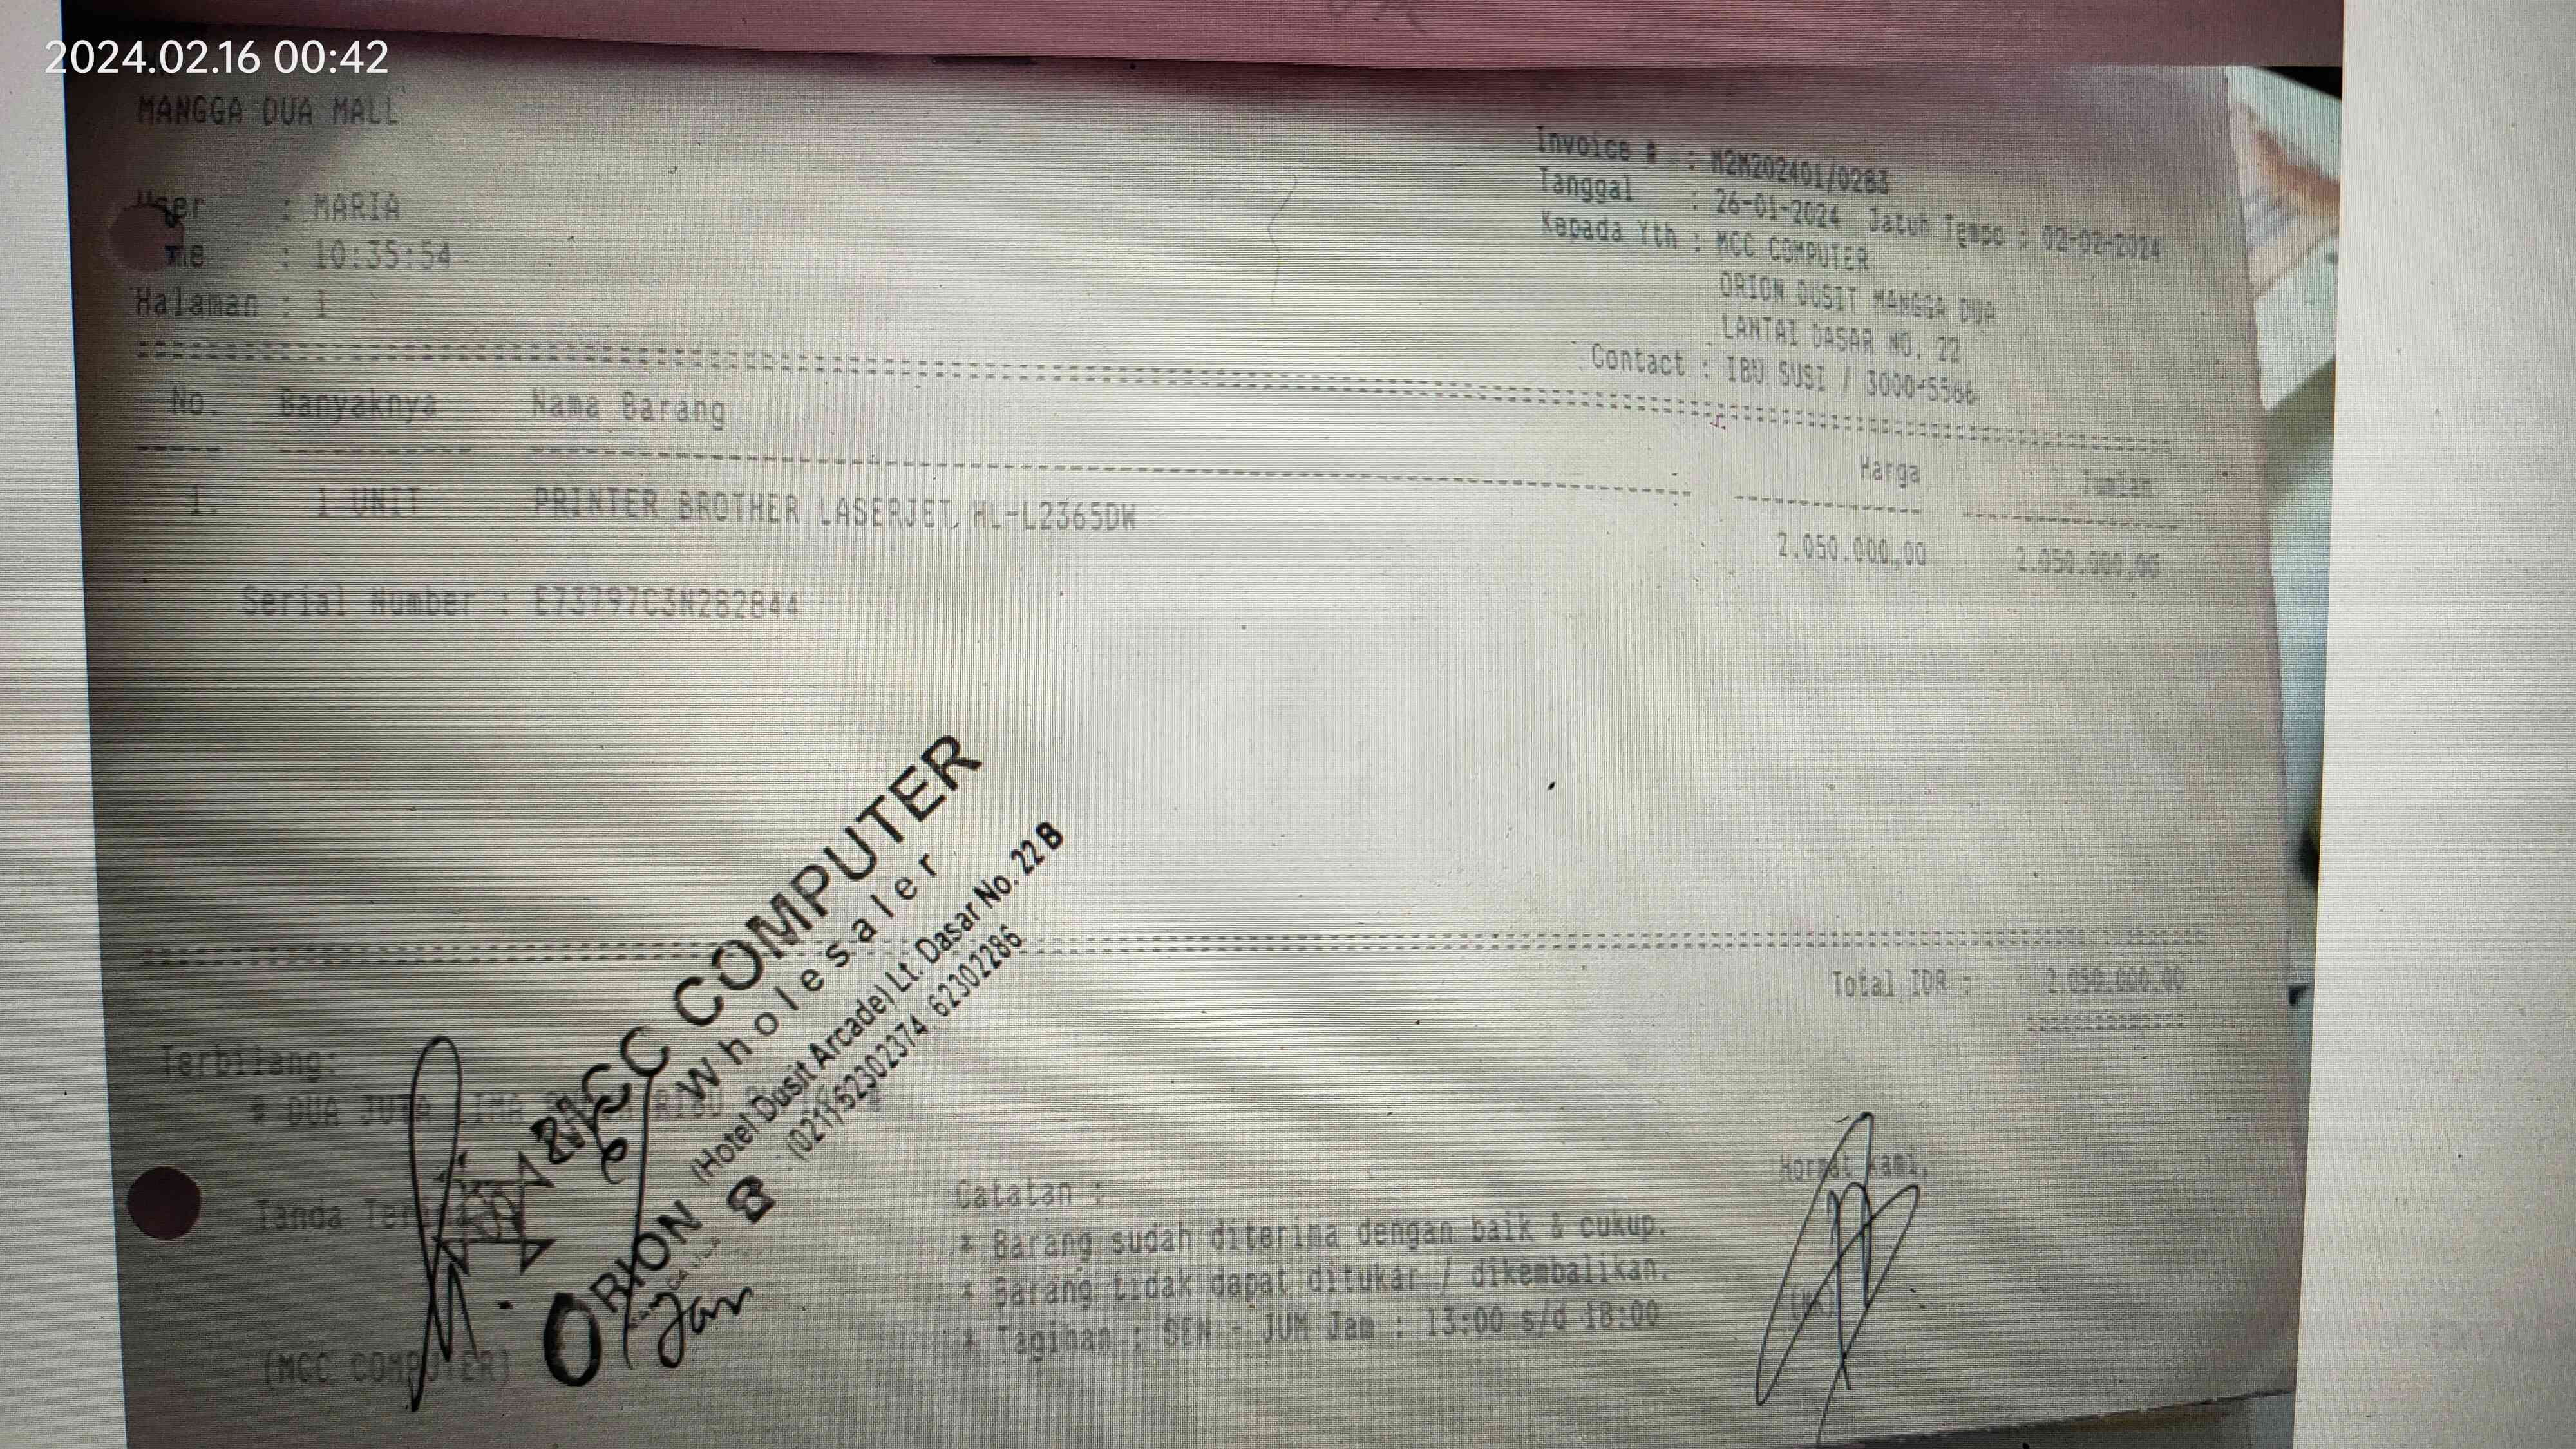 2024.02.16 00:42
MANGGA DUA MALL
Invoice # : M2M202401/0283
User : MARIA
Tanggal : 26-01-2024 Jatuh Tempo : 02-02-2024
: 10:35:54
Kepada Yth : MCC COMPUTER
ORION DUSIT MANGGA DUA
Halaman : 1
LANTAI DASAR NO. 22
Contact : IBU SUSI / 3000-5566
No. Banyaknya Nama Barang Harga Jumlah
1. 1 UNIT PRINTER BROTHER LASERJET, HL-L2365DW 2.050.000,00 2.050.000,00
Serial Number : E73797C3N282844
Total IDR : 2.050.000,00
Terbilang:
# DUA JUTA LIMA RIBU
MCC COMPUTER
Wholesaler
ORION (Hotel Dusit Arcade) Lt. Dasar No. 22 B
(021) 62302374, 62302286
Jan
Tanda Terima
Catatan :
* Barang sudah diterima dengan baik & cukup.
* Barang tidak dapat ditukar / dikembalikan.
* Tagihan : SEN - JUM Jam : 13:00 s/d 18:00
Hormat kami,
(MCC COMPUTER)